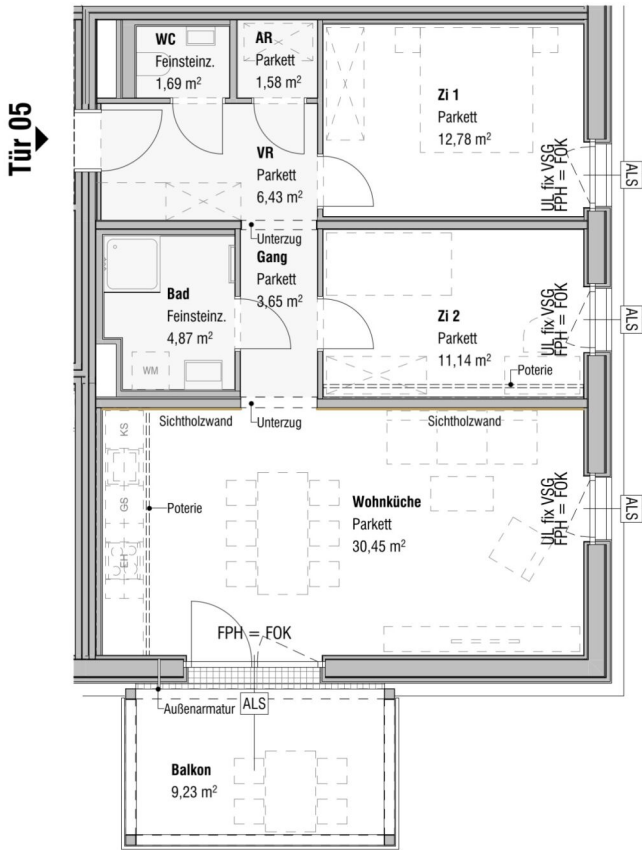 Tür 05
WC
Feinsteinz.
1,69 m²
AR
Parkett
1,58 m²
Zi 1
Parkett
12,78 m²
VR
Parkett
6,43 m²
UL fix VSG
FPH = FOK
ALS
Unterzug
Gang
Parkett
3,65 m²
Bad
Feinsteinz.
4,87 m²
WM
Zi 2
Parkett
11,14 m²
UL fix VSG
FPH = FOK
ALS
Poterie
Sichtholzwand
Unterzug
Sichtholzwand
KS
GS
EH
Poterie
Wohnküche
Parkett
30,45 m²
UL fix VSG
FPH = FOK
ALS
FPH = FOK
Außenarmatur
ALS
Balkon
9,23 m²